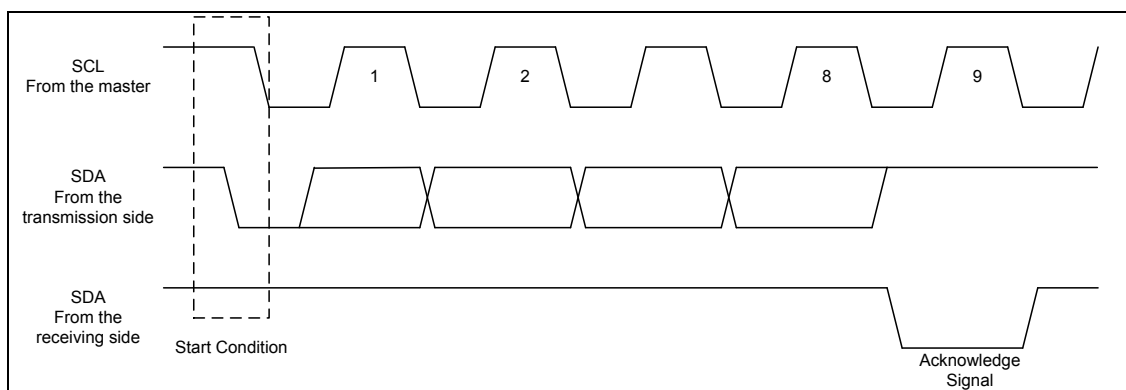 SCL
From the master
1
2
8
9
SDA
From the
transmission side
SDA
From the
receiving side
Start Condition
Acknowledge
Signal